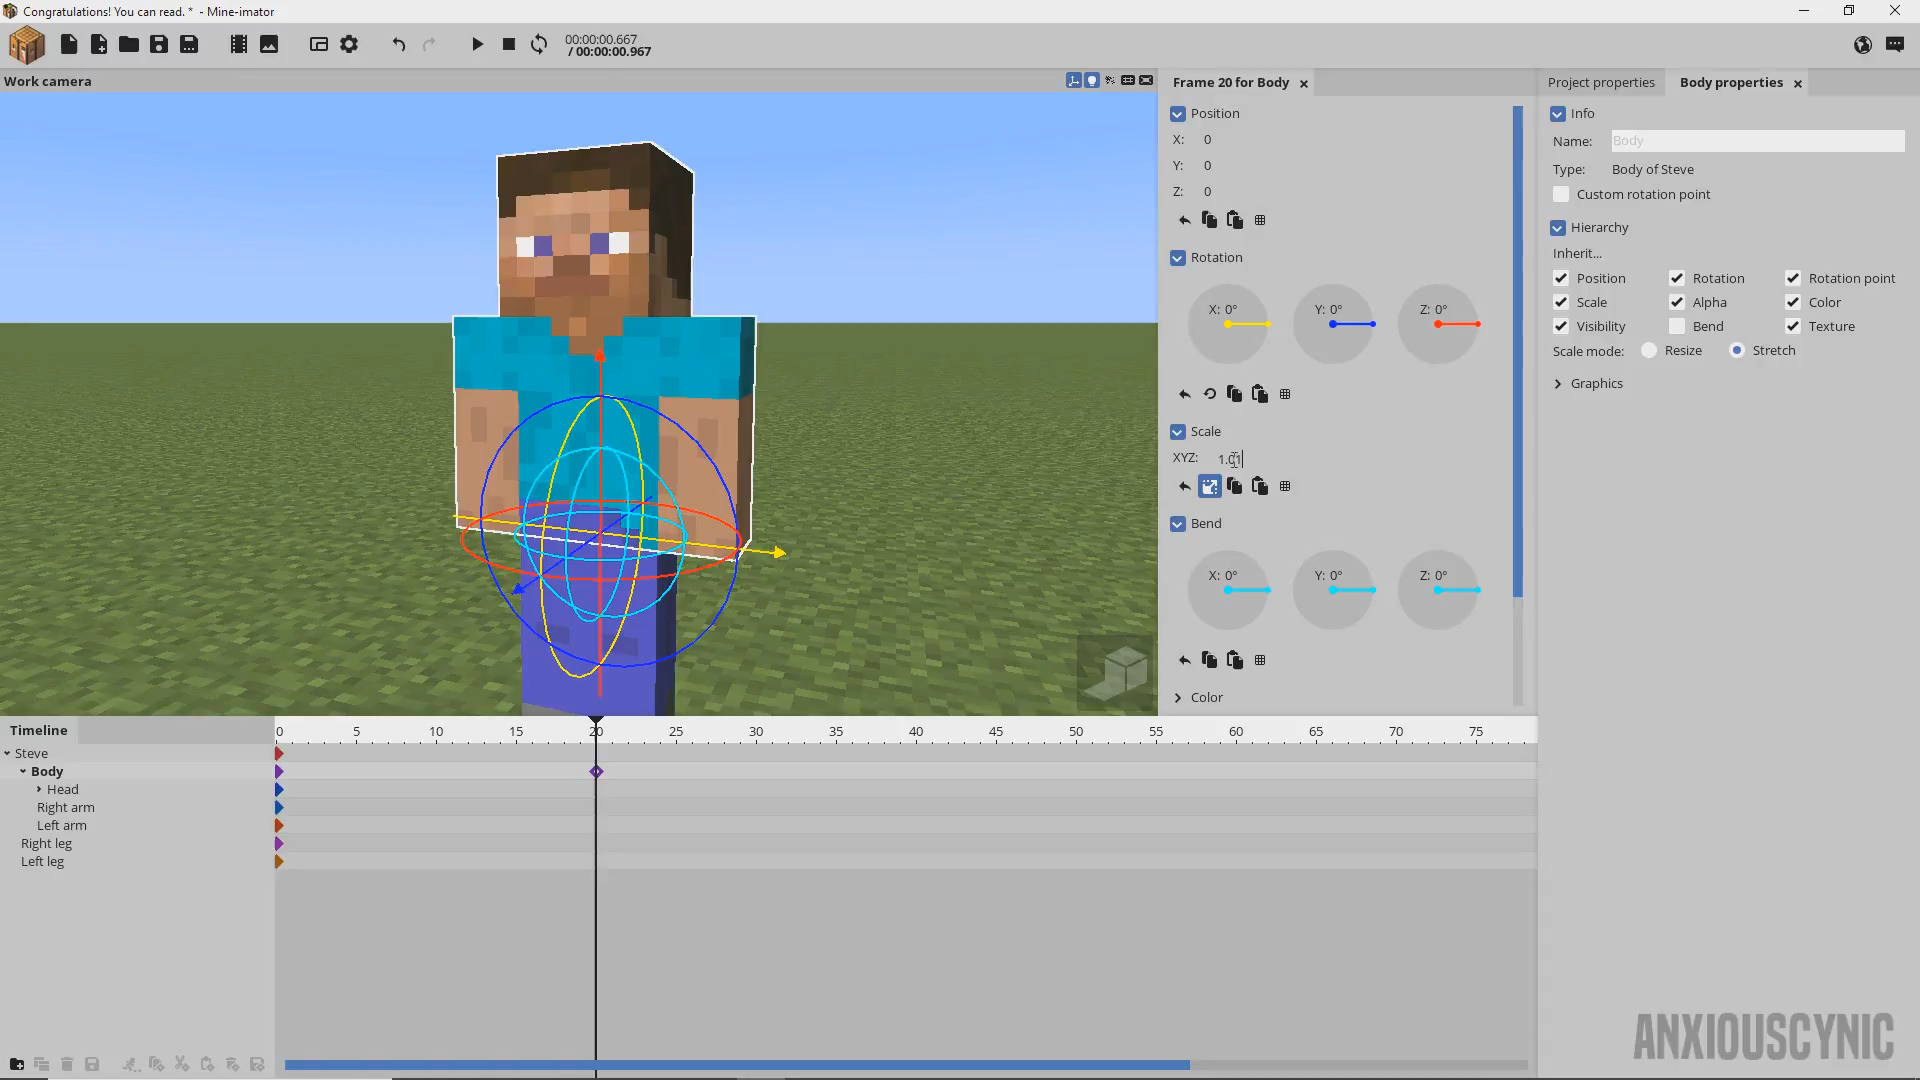 Congratulations! You can read. * - Mine-imator
00:00:00.667
/ 00:00:00.967
Work camera
Frame 20 for Body
Position
X: 0
Y: 0
Z: 0
Rotation
X: 0° Y: 0° Z: 0°
Scale
XYZ: 1.01
Bend
X: 0° Y: 0° Z: 0°
Color
Project properties Body properties
Info
Name: Body
Type: Body of Steve
Custom rotation point
Hierarchy
Inherit...
Position Rotation Rotation point
Scale Alpha Color
Visibility Bend Texture
Scale mode: Resize Stretch
Graphics
Timeline
0 5 10 15 20 25 30 35 40 45 50 55 60 65 70 75
Steve
Body
Head
Right arm
Left arm
Right leg
Left leg
ANXIOUSCYNIC